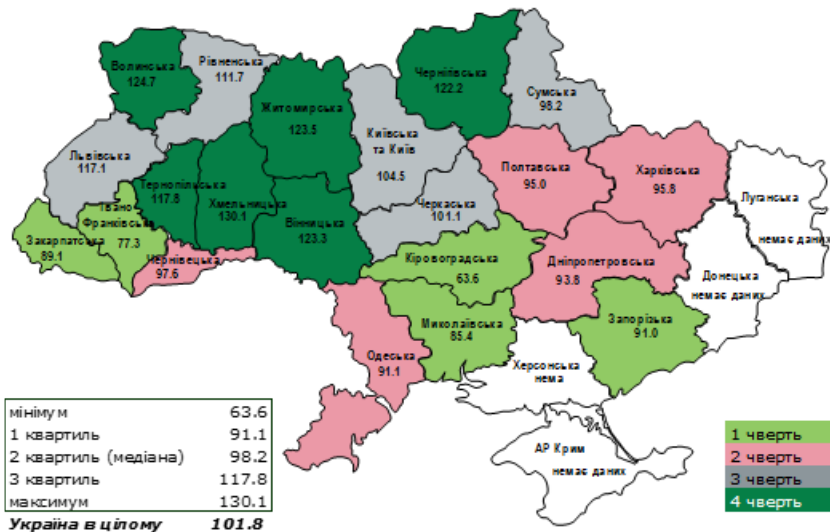 Волинська
124.7
Рівненська
111.7
Житомирська
123.5
Київська
та Київ
104.5
Чернігівська
122.2
Сумська
98.2
Львівська
117.1
Тернопільська
117.8
Хмельницька
130.1
Вінницька
123.3
Черкаська
101.1
Полтавська
95.0
Харківська
95.8
Луганська
немає даних
Закарпатська
89.1
Івано
Франківська
77.3
Чернівецька
97.6
Кіровоградська
63.6
Дніпропетровська
93.8
Донецька
немає даних
Одеська
91.1
Миколаївська
85.4
Запорізька
91.0
Херсонська
нема
АР Крим
немає даних
мінімум 63.6
1 квартиль 91.1
2 квартиль (медіана) 98.2
3 квартиль 117.8
максимум 130.1
Україна в цілому 101.8
1 чверть
2 чверть
3 чверть
4 чверть